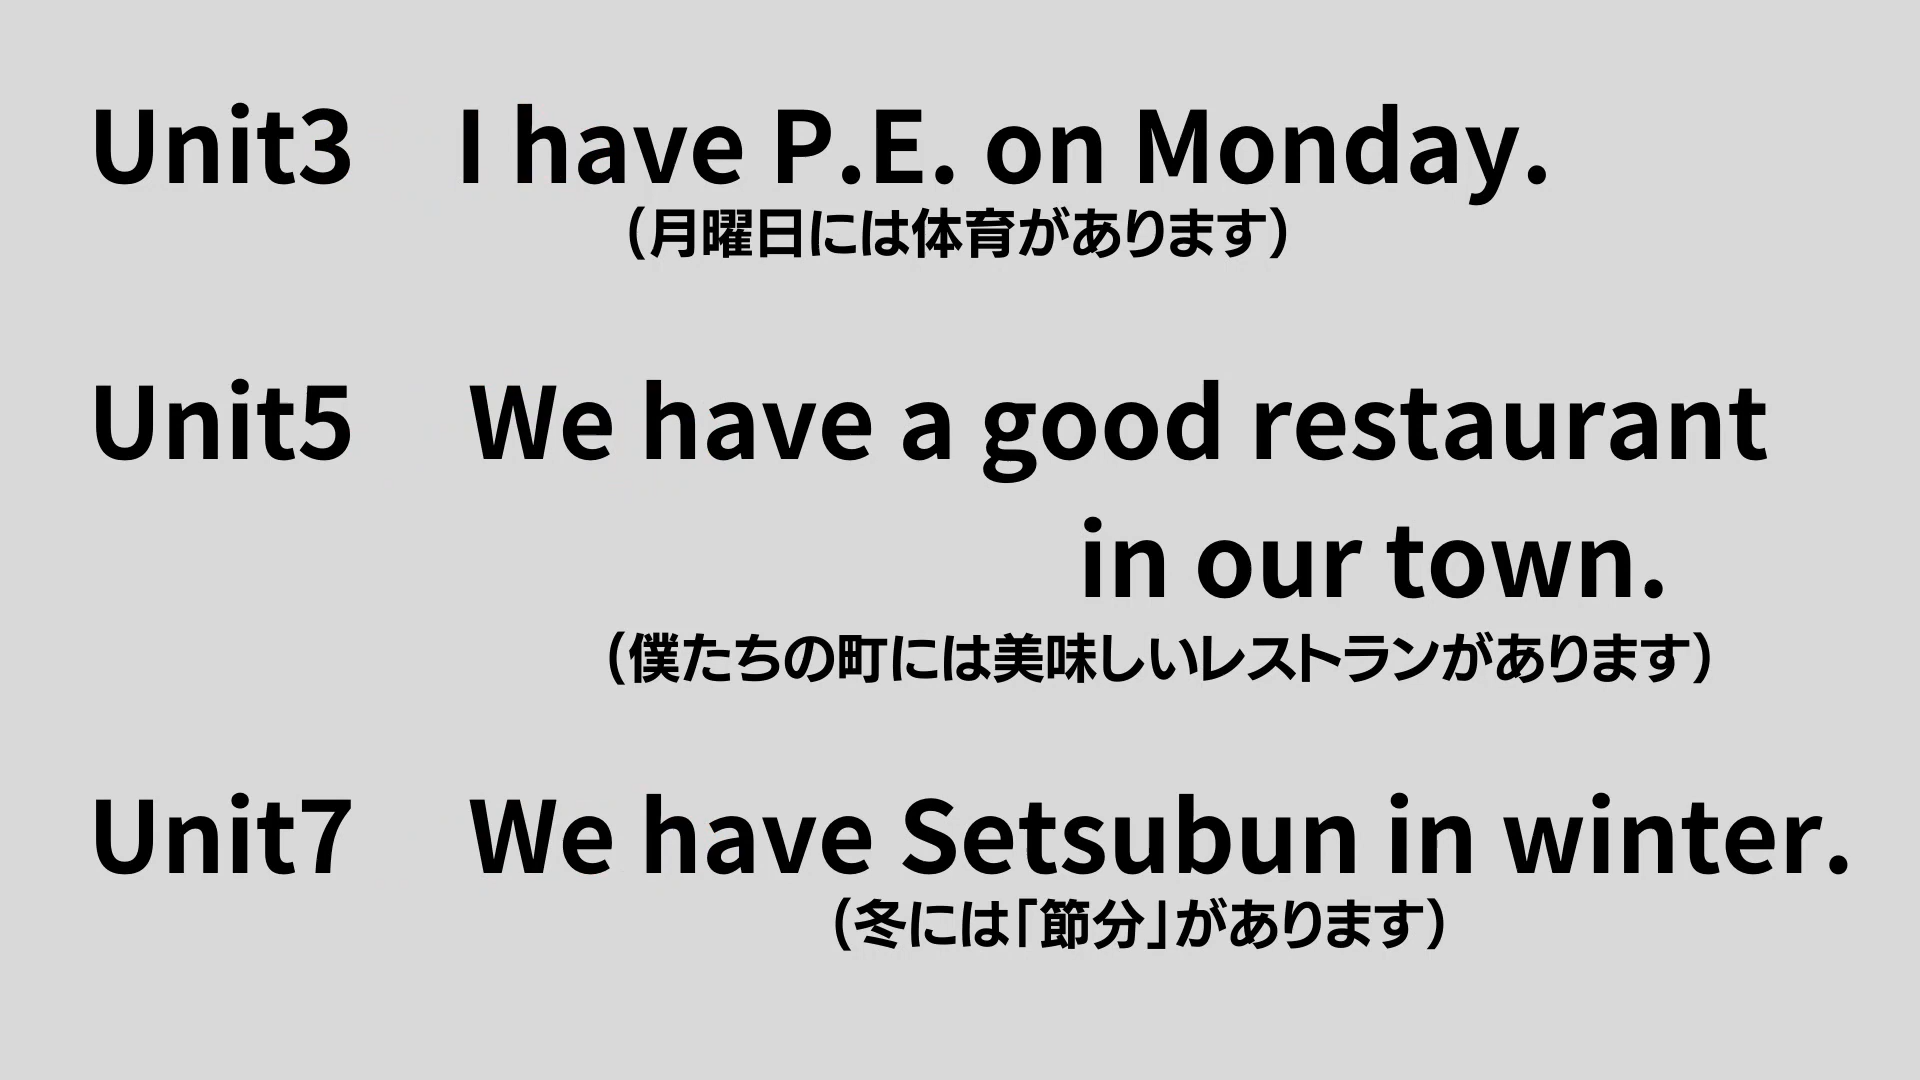 Unit3 I have P.E. on Monday.
（月曜日には体育があります）
Unit5 We have a good restaurant
in our town.
（僕たちの町には美味しいレストランがあります）
Unit7 We have Setsubun in winter.
（冬には「節分」があります）